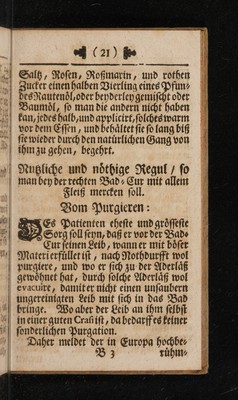 (21)
Saltz, Rosen, Roßmarin, und rothen
Zucker einen halben Vierling eines Pfun-
des Rautenöl, oder beyderley gemischt oder
Baumöl, so man die andern nicht haben
kan, jedes halb, und applicirt, solches warm
vor dem Essen, und behältet sie so lang biß
sie wieder durch den natürlichen Gang von
ihm zu gehen, begehrt.
Nutzliche und nöthige Regul / so
man bey der rechten Bad-Cur mit allem
Fleiß mercken soll.
Vom Purgieren:
DEs Patienten eheste und grösseste
Sorg soll seyn, daß er vor der Bad-
Cur seinen Leib, wann er mit böser
Materi erfüllet ist, nach Nothdurfft wol
purgiere, und wo er sich zu der Aderläß
gewöhnet hat, durch solche Aderläß wol
evacuire, damit er nicht einen unsaubern
ungereinigten Leib mit sich in das Bad
bringe. Wo aber der Leib an ihm selbst
in einer guten Craß ist, da bedarff es keiner
sonderlichen Purgation.
Daher meldet der in Europa hochbe-
B 3 rühm-